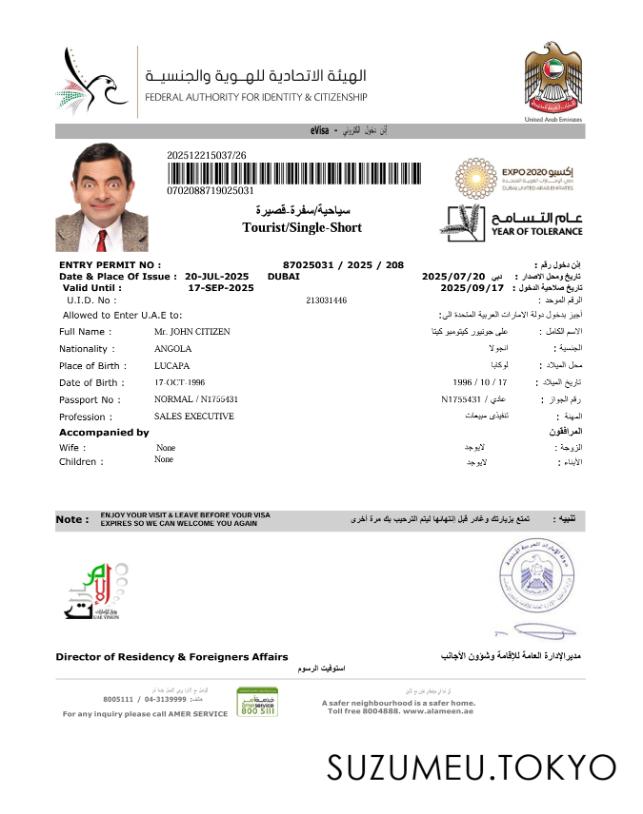 الهيئة الاتحادية للهوية والجنسية
FEDERAL AUTHORITY FOR IDENTITY & CITIZENSHIP
United Arab Emirates
eVisa - إذن دخول الكتروني
202512215037/26
0702088719025031
EXPO 2020 إكسبو
DUBAI, UNITED ARAB EMIRATES
سياحية/سفرة-قصيرة
Tourist/Single-Short
عام التسامح
YEAR OF TOLERANCE
ENTRY PERMIT NO : 87025031 / 2025 / 208 إذن دخول رقم :
Date & Place Of Issue : 20-JUL-2025 DUBAI دبي 2025/07/20 تاريخ ومحل الاصدار :
Valid Until : 17-SEP-2025 2025/09/17 تاريخ صلاحية الدخول :
U.I.D. No : 213031446 الرقم الموحد :
Allowed to Enter U.A.E to: أجيز بدخول دولة الامارات العربية المتحدة الى:
Full Name : Mr. JOHN CITIZEN على جونيور كيتومبو كيتا الاسم الكامل :
Nationality : ANGOLA انجولا الجنسية :
Place of Birth : LUCAPA لوكابا محل الميلاد :
Date of Birth : 17-OCT-1996 1996 / 10 / 17 تاريخ الميلاد :
Passport No : NORMAL / N1755431 عادي / N1755431 رقم الجواز :
Profession : SALES EXECUTIVE تنفيذى مبيعات المهنة :
Accompanied by المرافقون
Wife : None لايوجد الزوجة :
Children : None لايوجد الأبناء :
Note : ENJOY YOUR VISIT & LEAVE BEFORE YOUR VISA تمتع بزيارتك وغادر قبل إنتهائها ليتم الترحيب بك مرة أخرى تنبيه :
EXPIRES SO WE CAN WELCOME YOU AGAIN
Director of Residency & Foreigners Affairs مدير الإدارة العامة للإقامة وشؤون الأجانب
استوفيت الرسوم
8005111 / 04-3139999 هاتف:
For any inquiry please call AMER SERVICE
800 5111
A safer neighbourhood is a safer home.
Toll free 8004888. www.alameen.ae
SUZUMEU.TOKYO